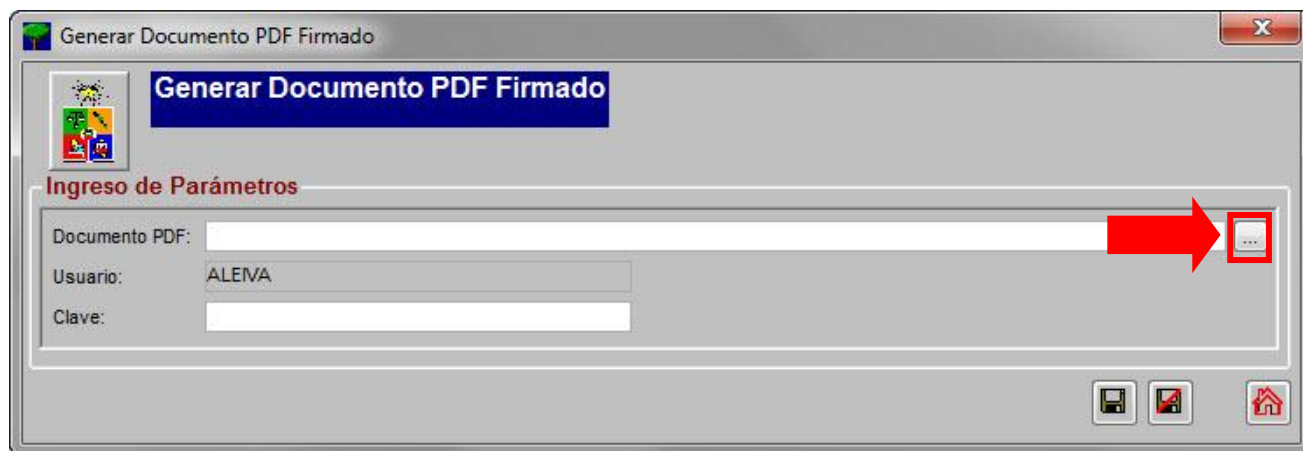 Generar Documento PDF Firmado
Generar Documento PDF Firmado
Ingreso de Parámetros
Documento PDF:
...
Usuario: ALEIVA
Clave: